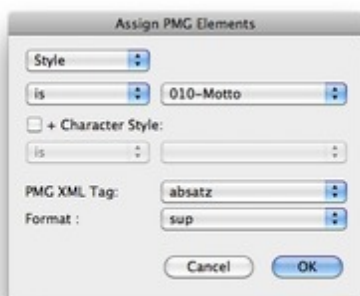 Assign PMG Elements
Style
is 010-Motto
+ Character Style:
is
PMG XML Tag: absatz
Format : sup
Cancel OK